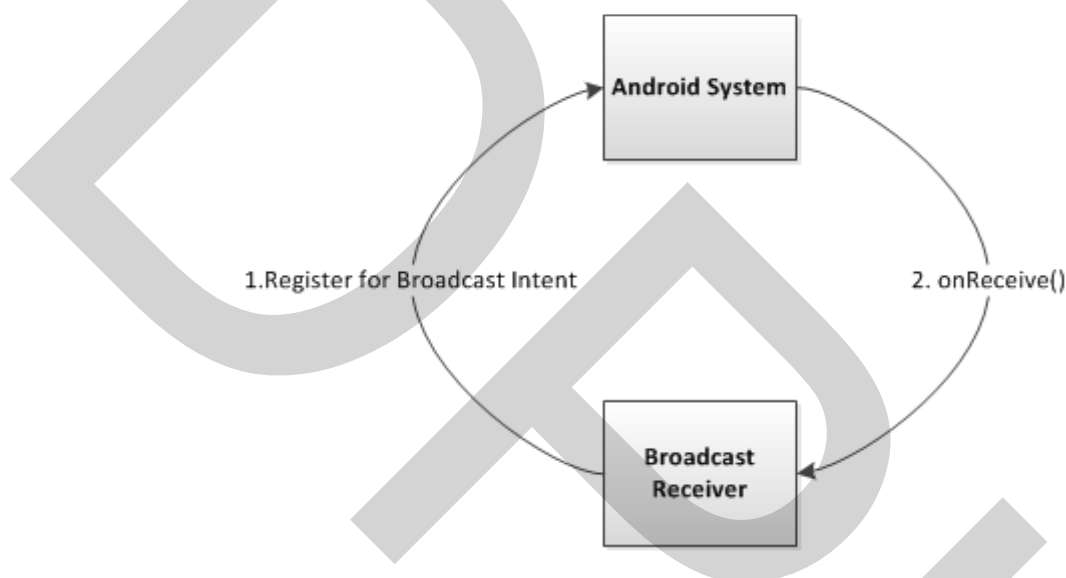 Android System
1.Register for Broadcast Intent
2. onReceive()
Broadcast
Receiver